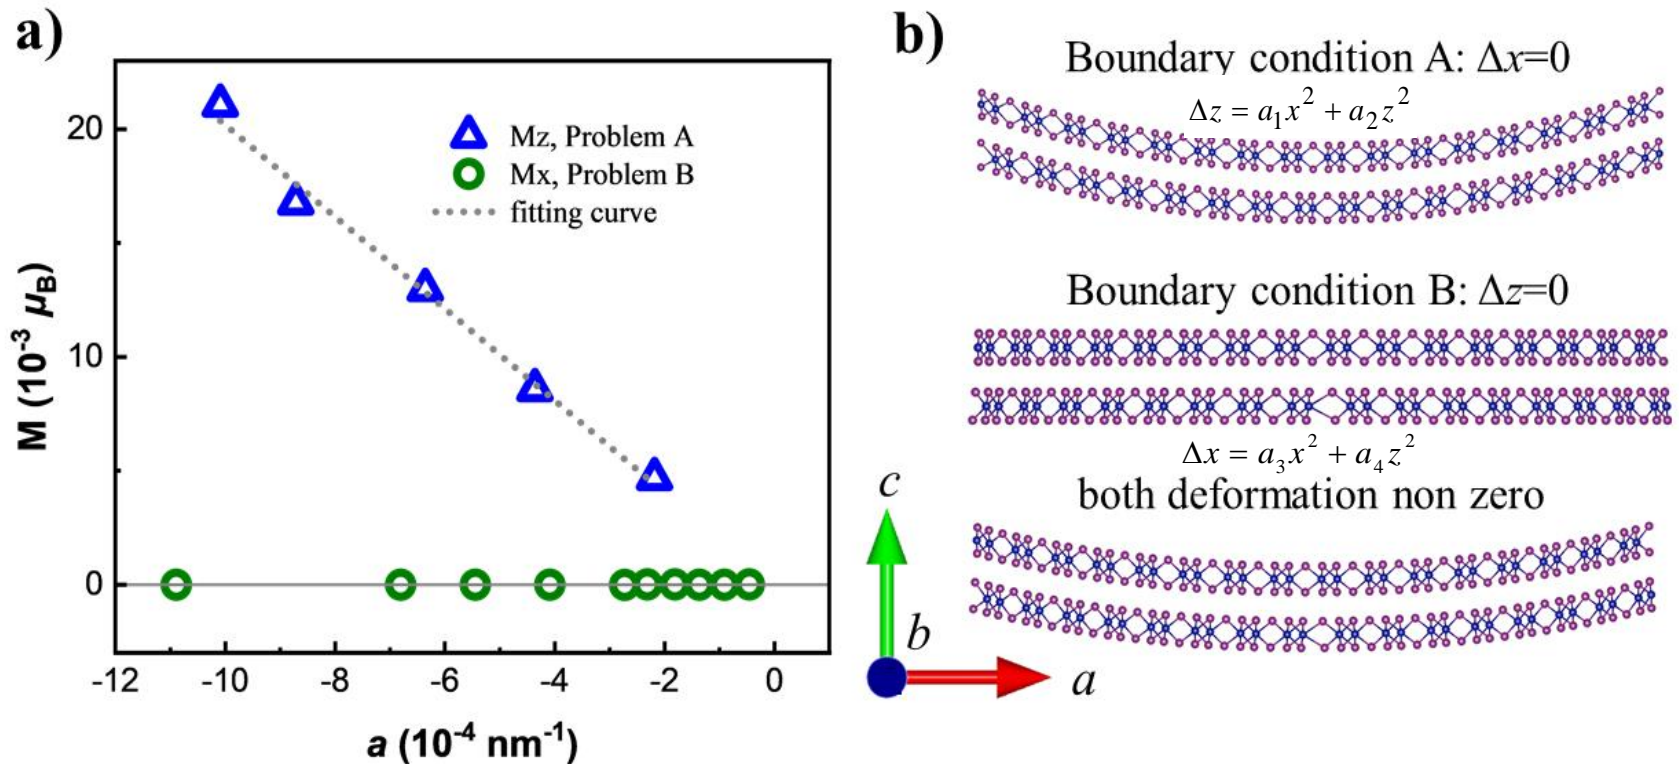 a)
20
10
0
M (10⁻³ μB)
-12 -10 -8 -6 -4 -2 0
a (10⁻⁴ nm⁻¹)
Mz, Problem A
Mx, Problem B
fitting curve
b)
Boundary condition A: Δx=0
Δz = a₁x² + a₂z²
Boundary condition B: Δz=0
Δx = a₃x² + a₄z²
both deformation non zero
c
b
a